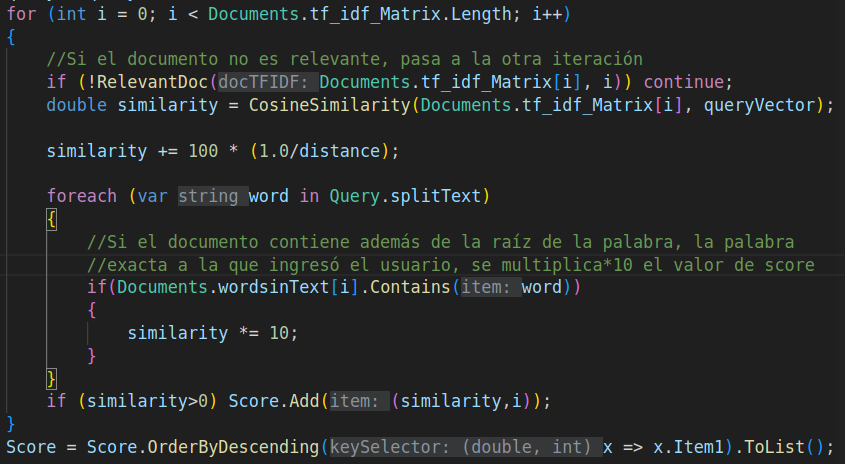 for (int i = 0; i < Documents.tf_idf_Matrix.Length; i++)
{
//Si el documento no es relevante, pasa a la otra iteración
if (!RelevantDoc(docTFIDF: Documents.tf_idf_Matrix[i], i)) continue;
double similarity = CosineSimilarity(Documents.tf_idf_Matrix[i], queryVector);
similarity += 100 * (1.0/distance);
foreach (var string word in Query.splitText)
{
//Si el documento contiene además de la raíz de la palabra, la palabra
//exacta a la que ingresó el usuario, se multiplica*10 el valor de score
if(Documents.wordsinText[i].Contains(item: word))
{
similarity *= 10;
}
}
if (similarity>0) Score.Add(item: (similarity,i));
}
Score = Score.OrderByDescending(keySelector: (double, int) x => x.Item1).ToList();